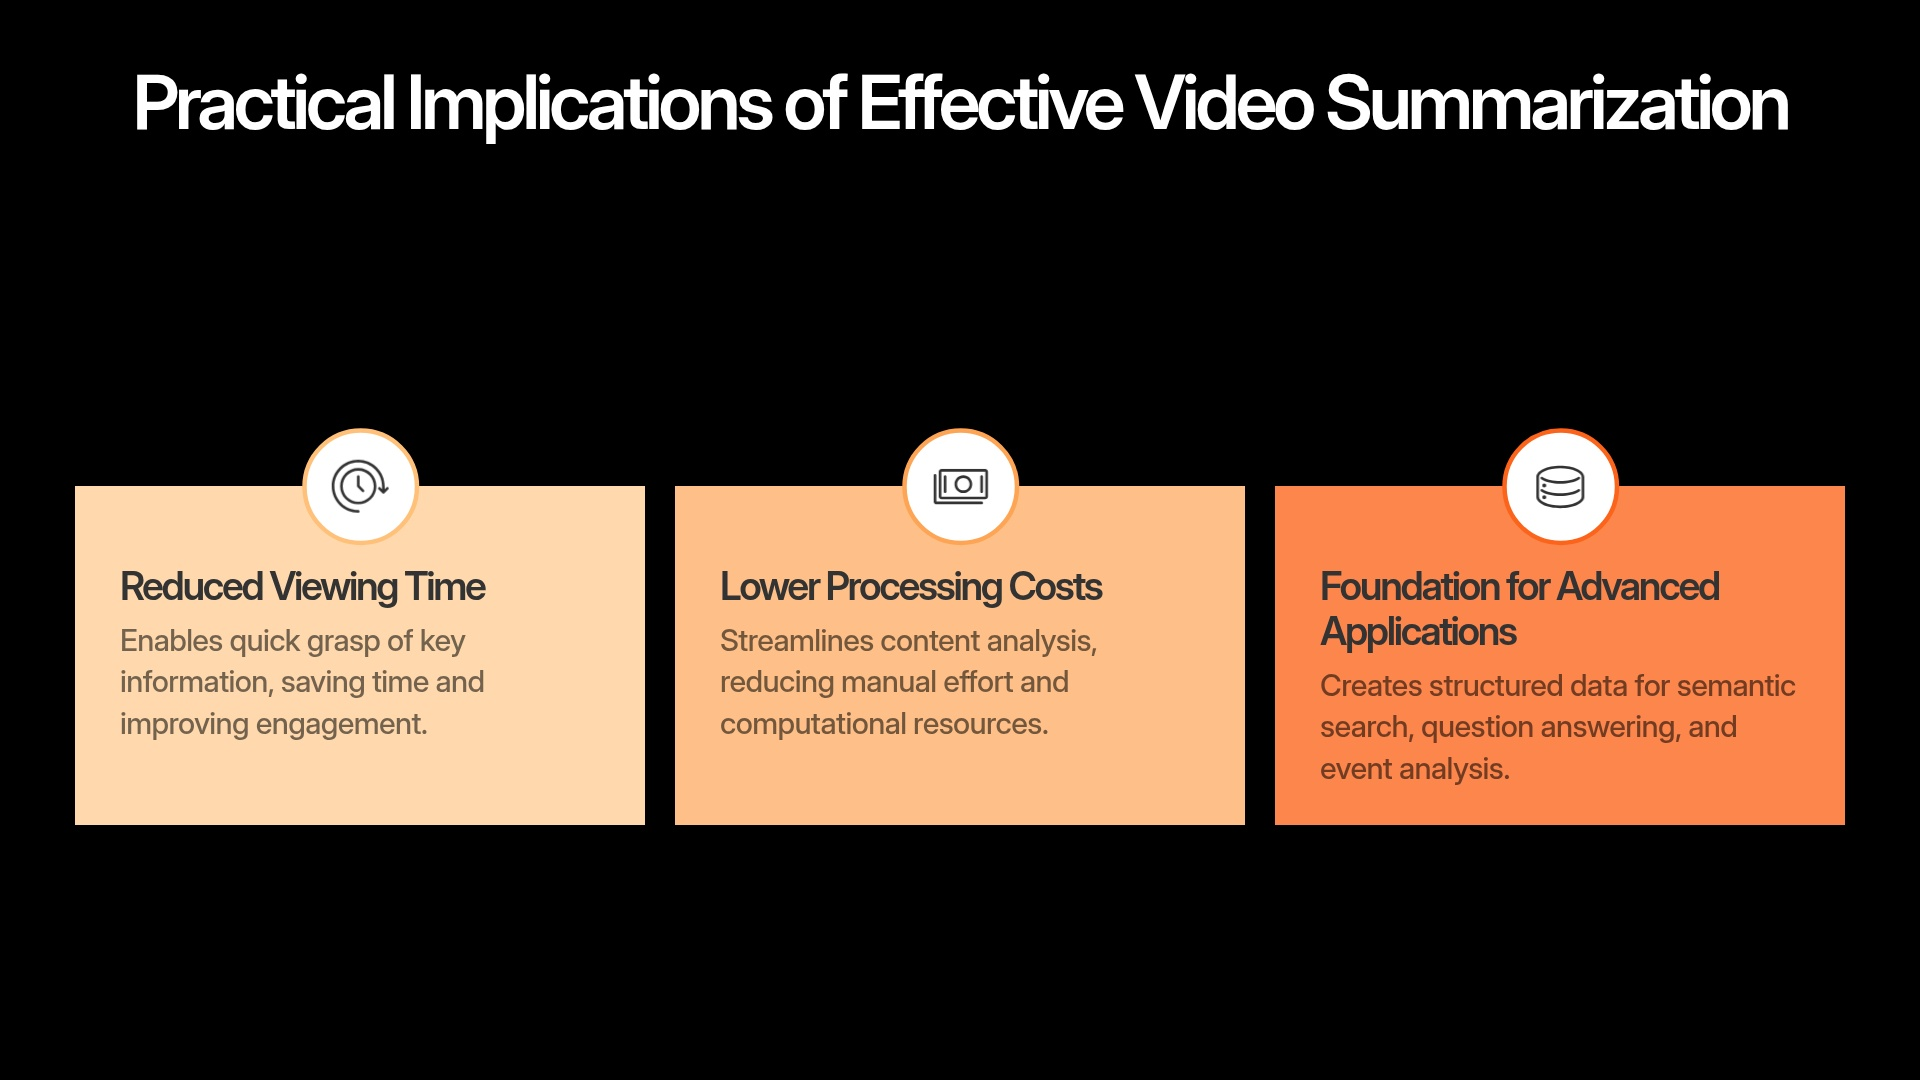 Practical Implications of Effective Video Summarization
Reduced Viewing Time
Enables quick grasp of key
information, saving time and
improving engagement.
Lower Processing Costs
Streamlines content analysis,
reducing manual effort and
computational resources.
Foundation for Advanced
Applications
Creates structured data for semantic
search, question answering, and
event analysis.